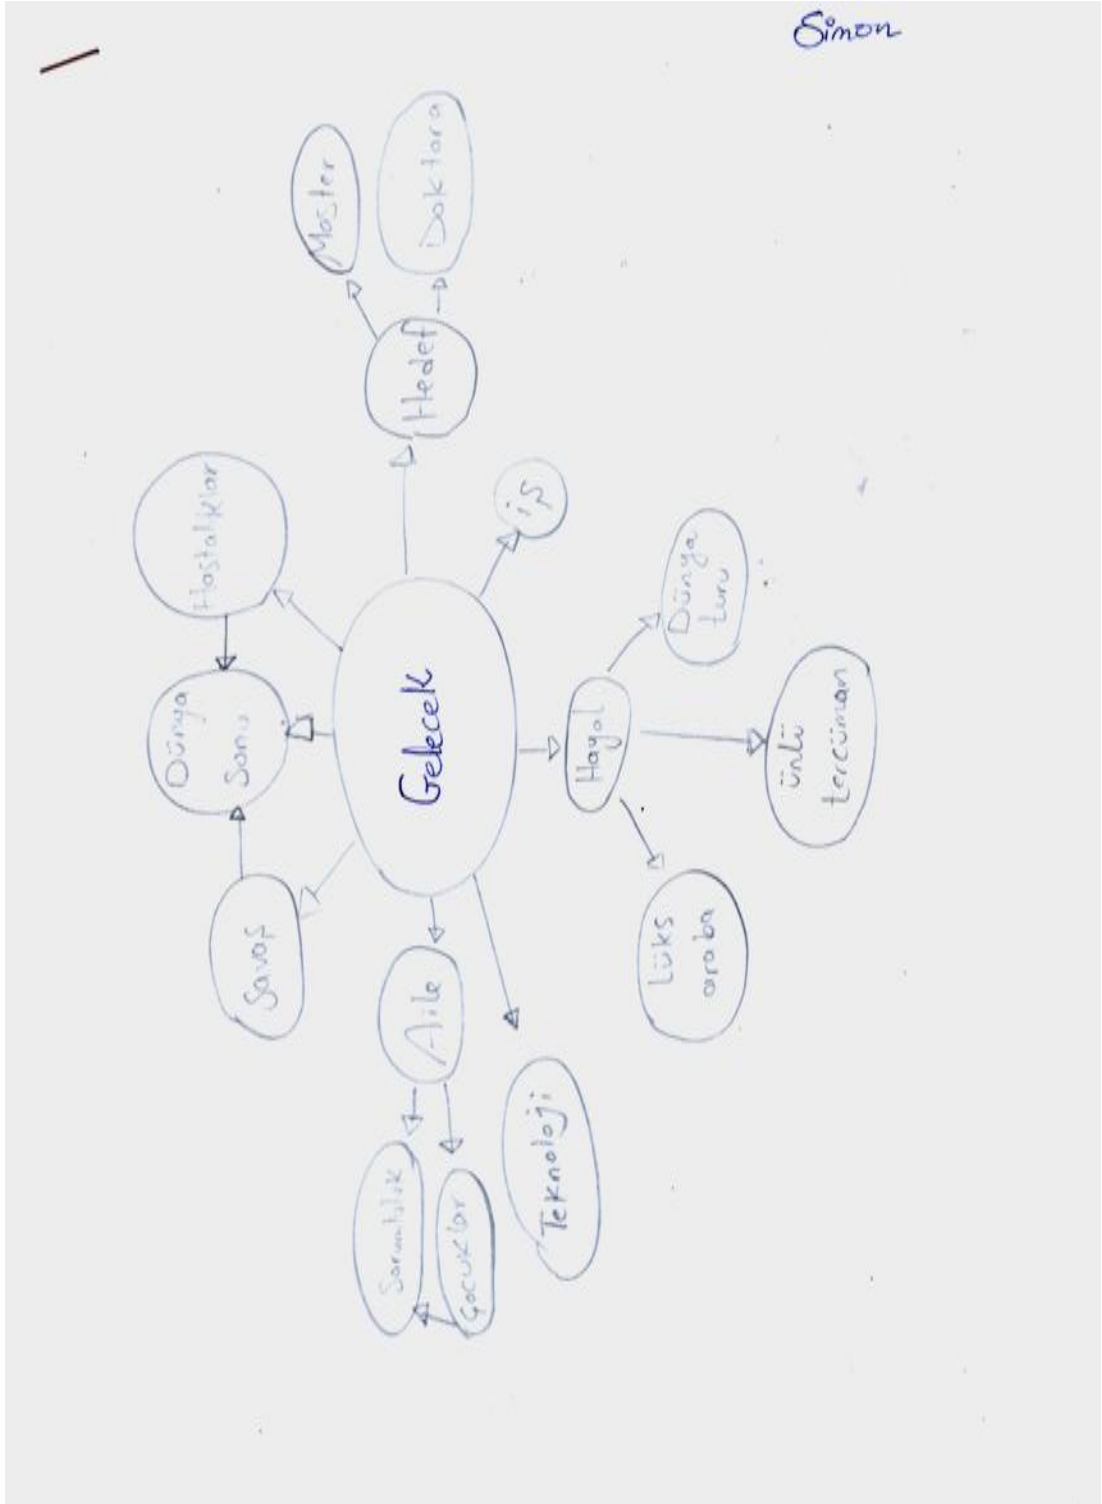 Simon
Master
Doktora
Hedef
Hastalıklar
iş
Dünya
Sonu
Gelecek
Dünya
turu
Hayal
ünlü
tercüman
Lüks
araba
Savaş
Aile
Teknoloji
Sorumluluk
Çocuklar